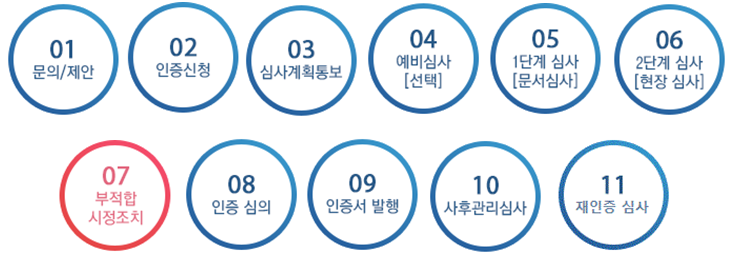 01
문의/제안
02
인증신청
03
심사계획통보
04
예비심사
[선택]
05
1단계 심사
[문서심사]
06
2단계 심사
[현장 심사]
07
부적합
시정조치
08
인증 심의
09
인증서 발행
10
사후관리심사
11
재인증 심사